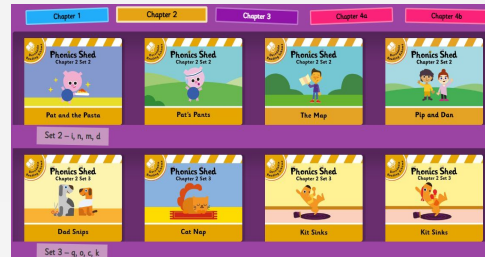 Chapter 1
Chapter 2
Chapter 3
Chapter 4a
Chapter 4b
Phonics Shed
Chapter 2 Set 2
Pat and the Pasta
Phonics Shed
Chapter 2 Set 2
Pat's Pants
Phonics Shed
Chapter 2 Set 2
The Map
Phonics Shed
Chapter 2 Set 2
Pip and Dan
Set 2 – i, n, m, d
Phonics Shed
Chapter 2 Set 3
Dad Snips
Phonics Shed
Chapter 2 Set 3
Cat Nap
Phonics Shed
Chapter 2 Set 3
Kit Sinks
Phonics Shed
Chapter 2 Set 3
Kit Sinks
Set 3 – g, o, c, k